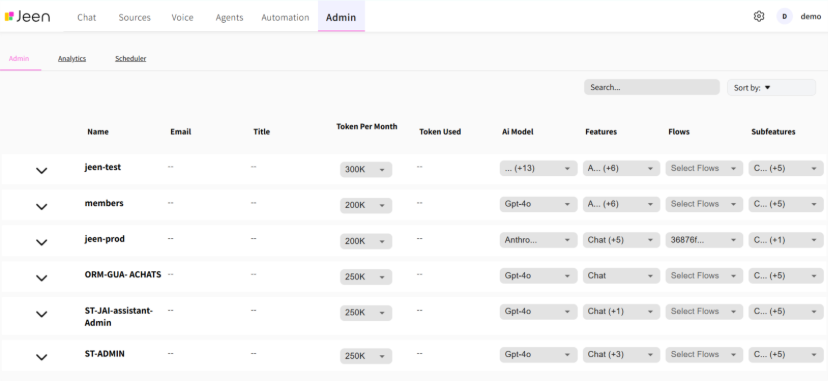 Jeen Chat Sources Voice Agents Automation Admin D demo
Admin Analytics Scheduler
Search... Sort by:
Name Email Title Token Per Month Token Used Ai Model Features Flows Subfeatures
jeen-test -- -- 300K -- ... (+13) A... (+6) Select Flows C... (+5)
members -- -- 200K -- Gpt-4o A... (+6) Select Flows C... (+5)
jeen-prod -- -- 200K -- Anthro... Chat (+5) 36876f... C... (+1)
ORM-GUA- ACHATS -- -- 250K -- Gpt-4o Chat Select Flows C... (+5)
ST-JAI-assistant- -- -- 250K -- Gpt-4o Chat (+1) Select Flows C... (+5)
Admin
ST-ADMIN -- -- 250K -- Gpt-4o Chat (+3) Select Flows C... (+5)